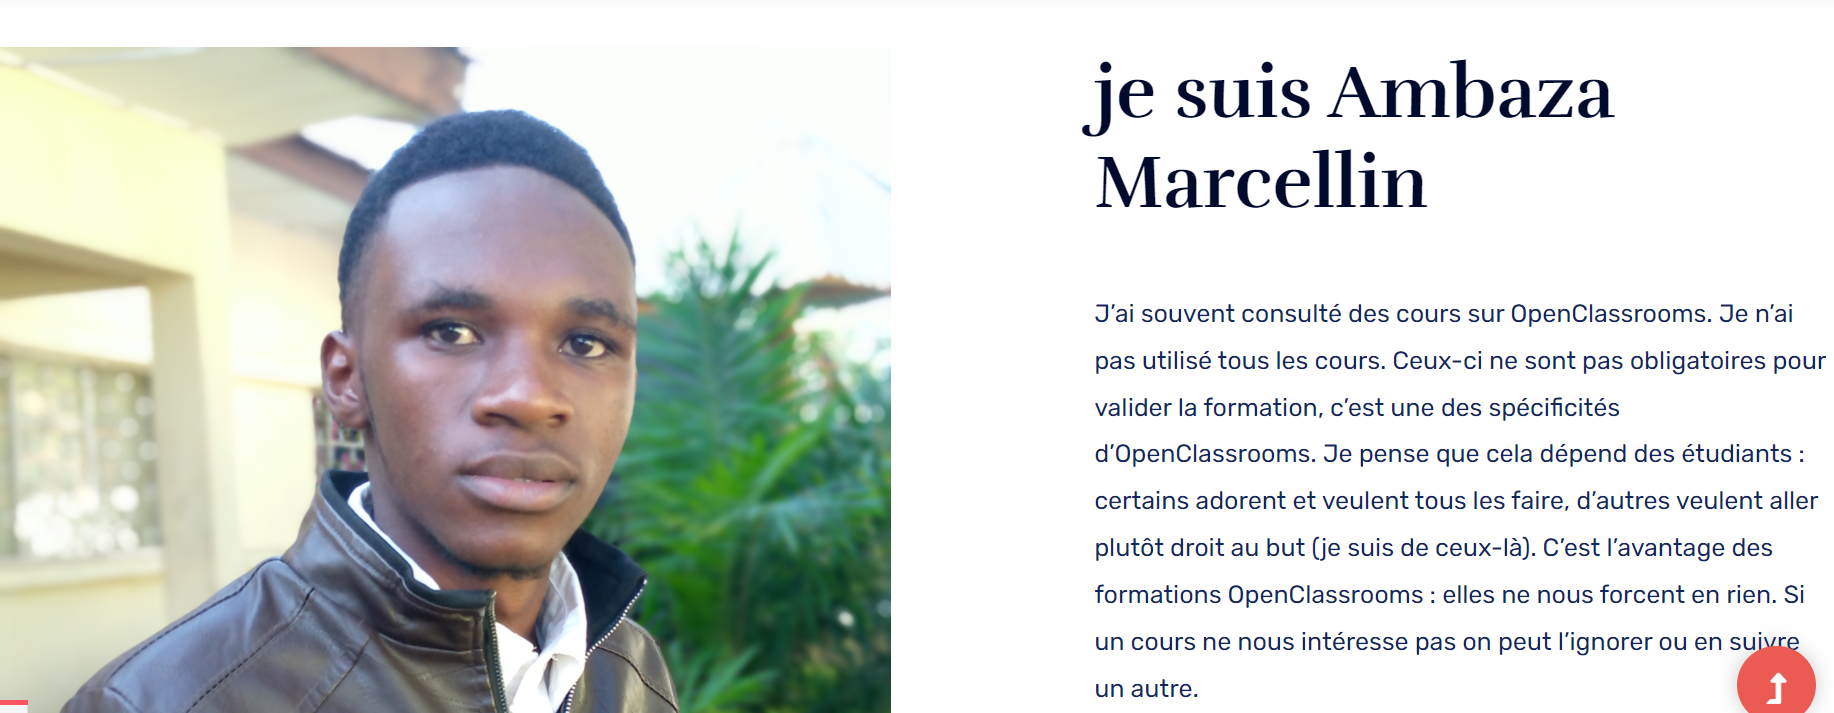 je suis Ambaza
Marcellin
J’ai souvent consulté des cours sur OpenClassrooms. Je n’ai
pas utilisé tous les cours. Ceux-ci ne sont pas obligatoires pour
valider la formation, c’est une des spécificités
d’OpenClassrooms. Je pense que cela dépend des étudiants :
certains adorent et veulent tous les faire, d’autres veulent aller
plutôt droit au but (je suis de ceux-là). C’est l’avantage des
formations OpenClassrooms : elles ne nous forcent en rien. Si
un cours ne nous intéresse pas on peut l’ignorer ou en suivre
un autre.